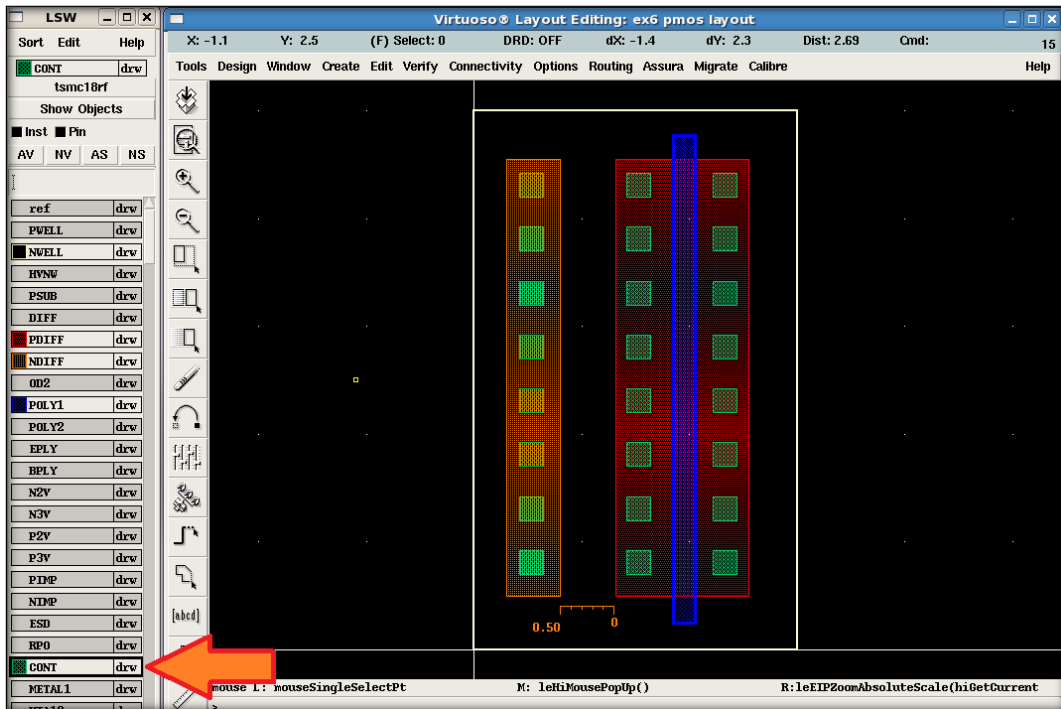 LSW
Sort Edit Help
CONT drw
tsmc18rf
Show Objects
Inst Pin
AV NV AS NS
ref drw
PWELL drw
NWELL drw
HVNW drw
PSUB drw
DIFF drw
PDIFF drw
NDIFF drw
OD2 drw
POLY1 drw
POLY2 drw
EPLY drw
BPLY drw
N2V drw
N3V drw
P2V drw
P3V drw
PIMP drw
NIMP drw
ESD drw
RPO drw
CONT drw
METAL1 drw
Virtuoso® Layout Editing: ex6 pmos layout
X: -1.1 Y: 2.5 (F) Select: 0 DRD: OFF dX: -1.4 dY: 2.3 Dist: 2.69 Cmd: 15
Tools Design Window Create Edit Verify Connectivity Options Routing Assura Migrate Calibre Help
[abcd]
0.50 0
mouse L: mouseSingleSelectPt M: leHiMousePopUp() R:leEIPZoomAbsoluteScale(hiGetCurrent
>